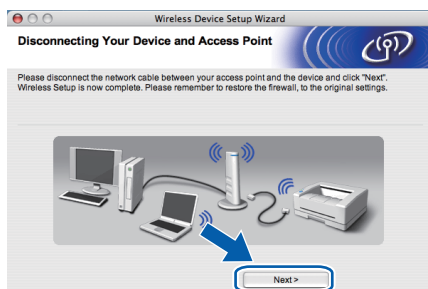 Wireless Device Setup Wizard
Disconnecting Your Device and Access Point
Please disconnect the network cable between your access point and the device and click "Next".
Wireless Setup is now complete. Please remember to restore the firewall, to the original settings.
Next >